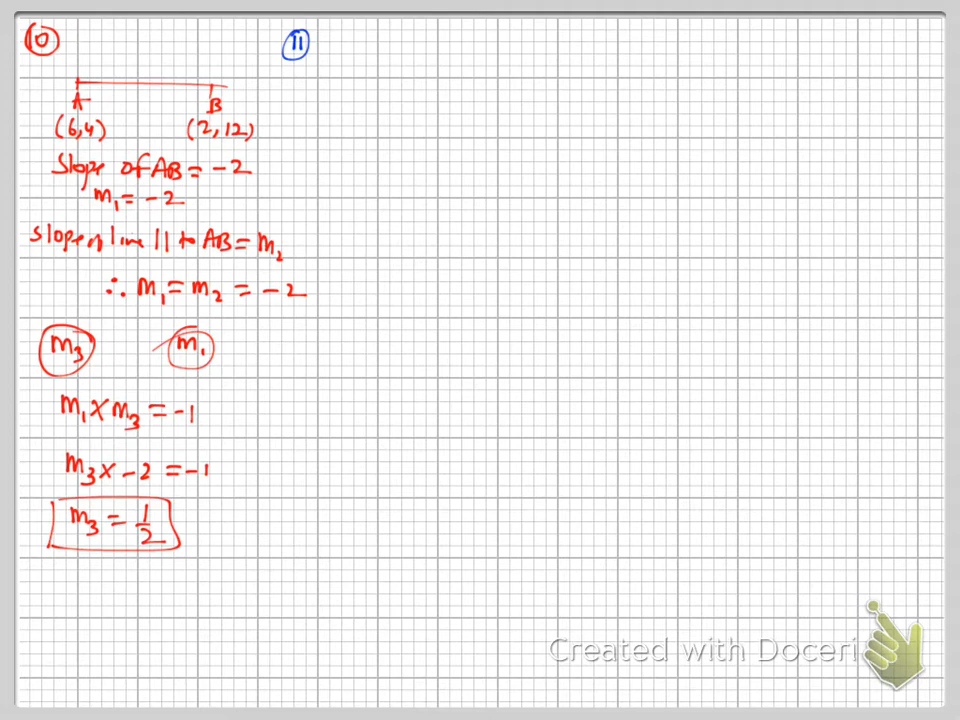 10
11
A B
(6,4) (2,12)
Slope of AB = -2
m₁ = -2
Slope of line || to AB = m₂
∴ m₁ = m₂ = -2
m₃ m₁
m₁ × m₃ = -1
m₃ × -2 = -1
m₃ = 1/2
Created with Doceri